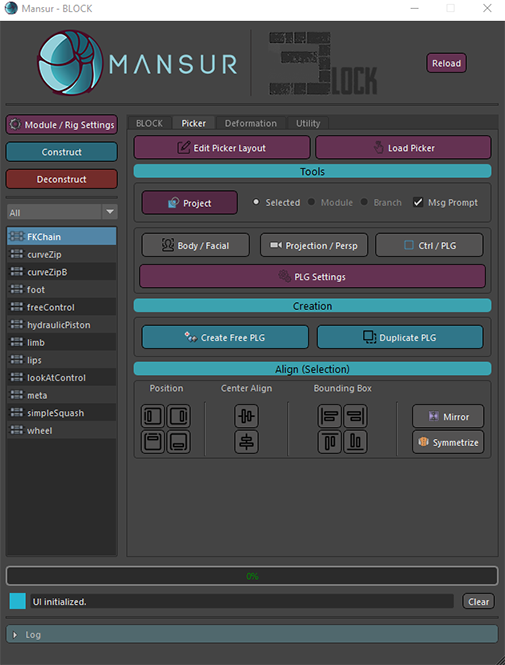 Mansur - BLOCK
MANSUR
3LOCK
Reload
Module / Rig Settings
Construct
Deconstruct
All
FKChain
curveZip
curveZipB
foot
freeControl
hydraulicPiston
limb
lips
lookAtControl
meta
simpleSquash
wheel
BLOCK Picker Deformation Utility
Edit Picker Layout Load Picker
Tools
Project Selected Module Branch Msg Prompt
Body / Facial Projection / Persp Ctrl / PLG
PLG Settings
Creation
Create Free PLG Duplicate PLG
Align (Selection)
Position Center Align Bounding Box
Mirror
Symmetrize
0%
UI initialized. Clear
Log